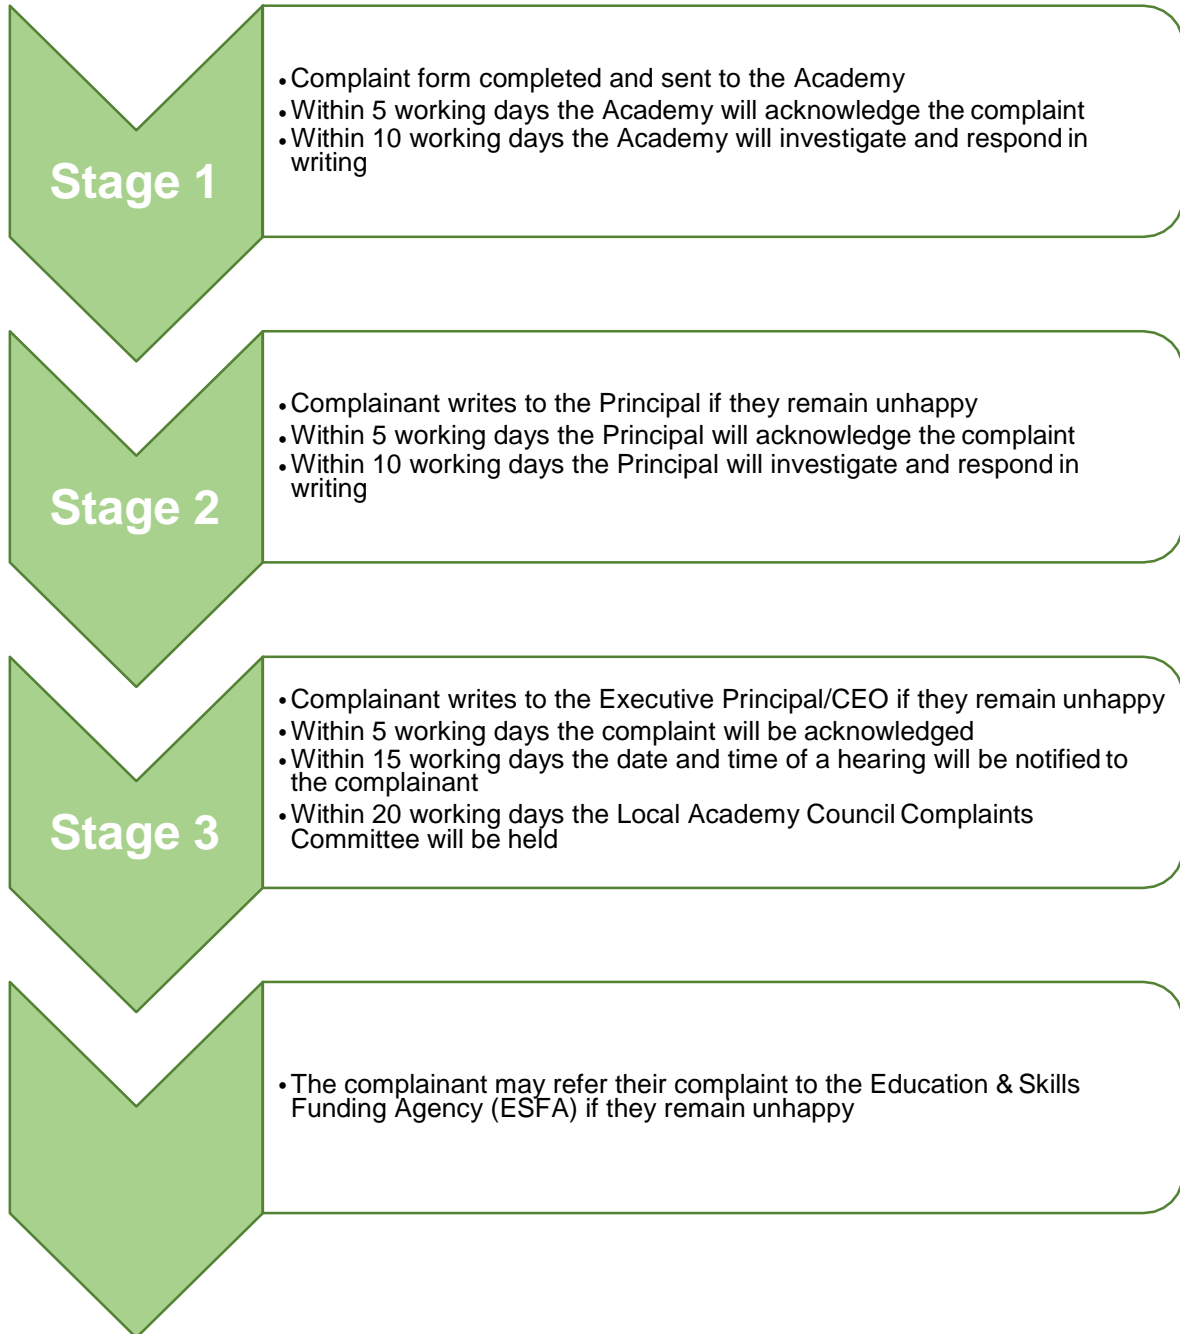 Stage 1
• Complaint form completed and sent to the Academy
• Within 5 working days the Academy will acknowledge the complaint
• Within 10 working days the Academy will investigate and respond in
writing
Stage 2
• Complainant writes to the Principal if they remain unhappy
• Within 5 working days the Principal will acknowledge the complaint
• Within 10 working days the Principal will investigate and respond in
writing
Stage 3
• Complainant writes to the Executive Principal/CEO if they remain unhappy
• Within 5 working days the complaint will be acknowledged
• Within 15 working days the date and time of a hearing will be notified to
the complainant
• Within 20 working days the Local Academy Council Complaints
Committee will be held
• The complainant may refer their complaint to the Education & Skills
Funding Agency (ESFA) if they remain unhappy